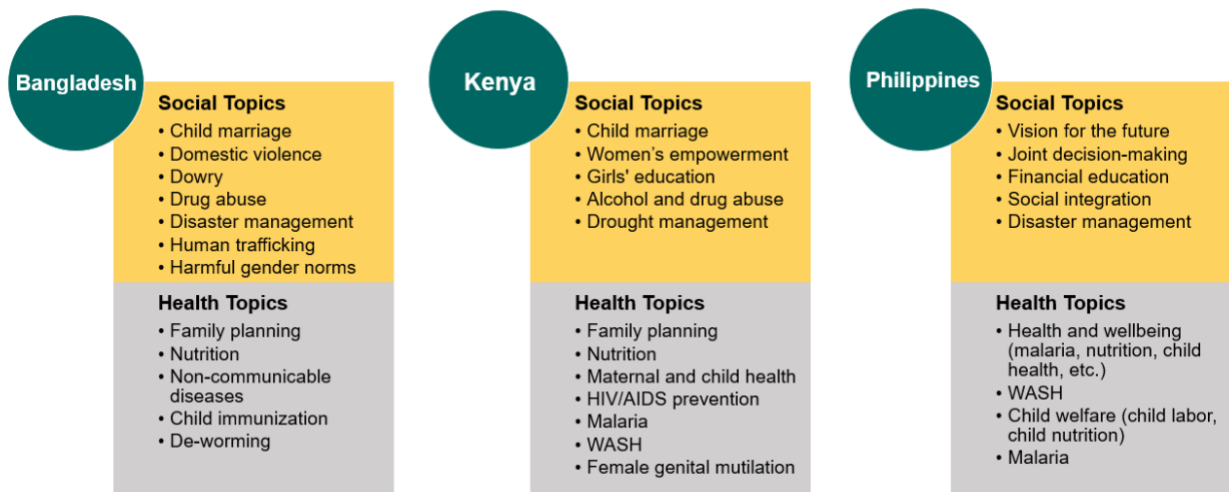 Bangladesh
Social Topics
• Child marriage
• Domestic violence
• Dowry
• Drug abuse
• Disaster management
• Human trafficking
• Harmful gender norms
Health Topics
• Family planning
• Nutrition
• Non-communicable
diseases
• Child immunization
• De-worming
Kenya
Social Topics
• Child marriage
• Women’s empowerment
• Girls' education
• Alcohol and drug abuse
• Drought management
Health Topics
• Family planning
• Nutrition
• Maternal and child health
• HIV/AIDS prevention
• Malaria
• WASH
• Female genital mutilation
Philippines
Social Topics
• Vision for the future
• Joint decision-making
• Financial education
• Social integration
• Disaster management
Health Topics
• Health and wellbeing
(malaria, nutrition, child
health, etc.)
• WASH
• Child welfare (child labor,
child nutrition)
• Malaria